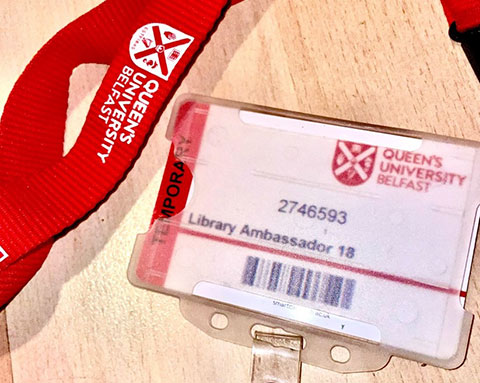 QUEEN'S
UNIVERSITY
BELFAST
TEMPORARY
QUEEN'S
UNIVERSITY
BELFAST
2746593
Library Ambassador 18